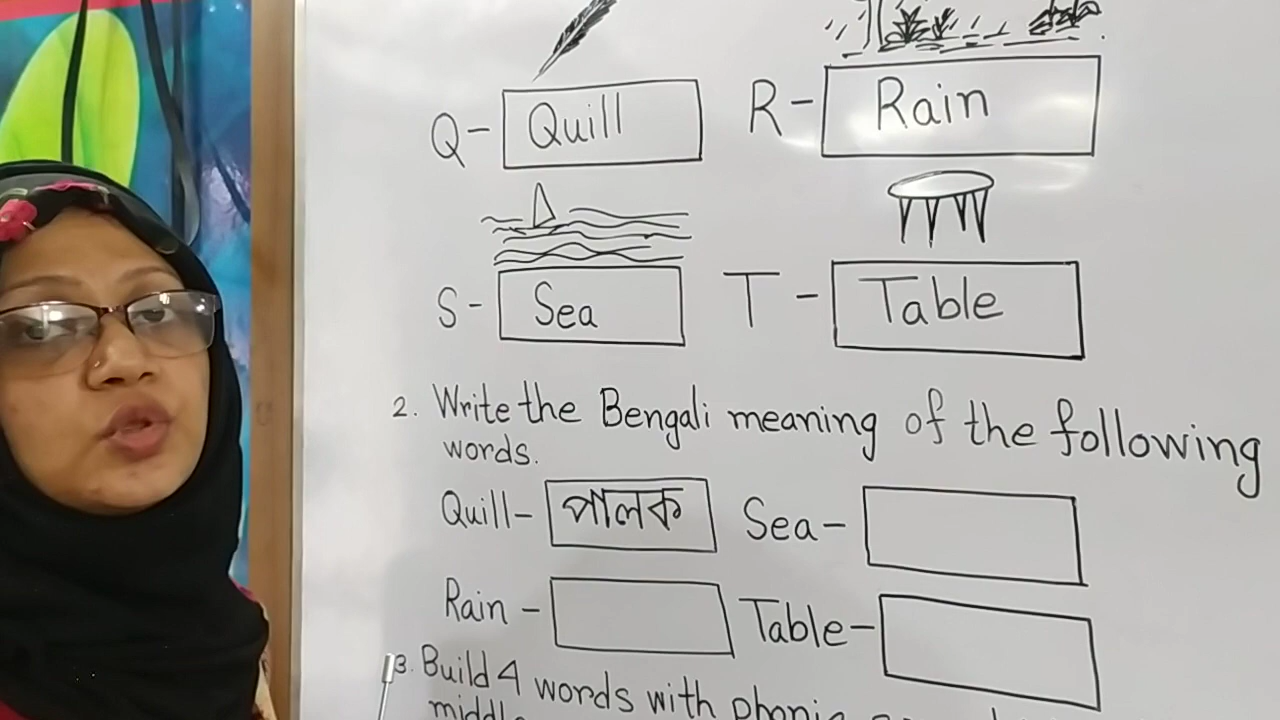 Q- Quill R- Rain
S- Sea T- Table
2. Write the Bengali meaning of the following
words.
Quill- পালক Sea-
Rain- Table-
3. Build 4 words with phonic